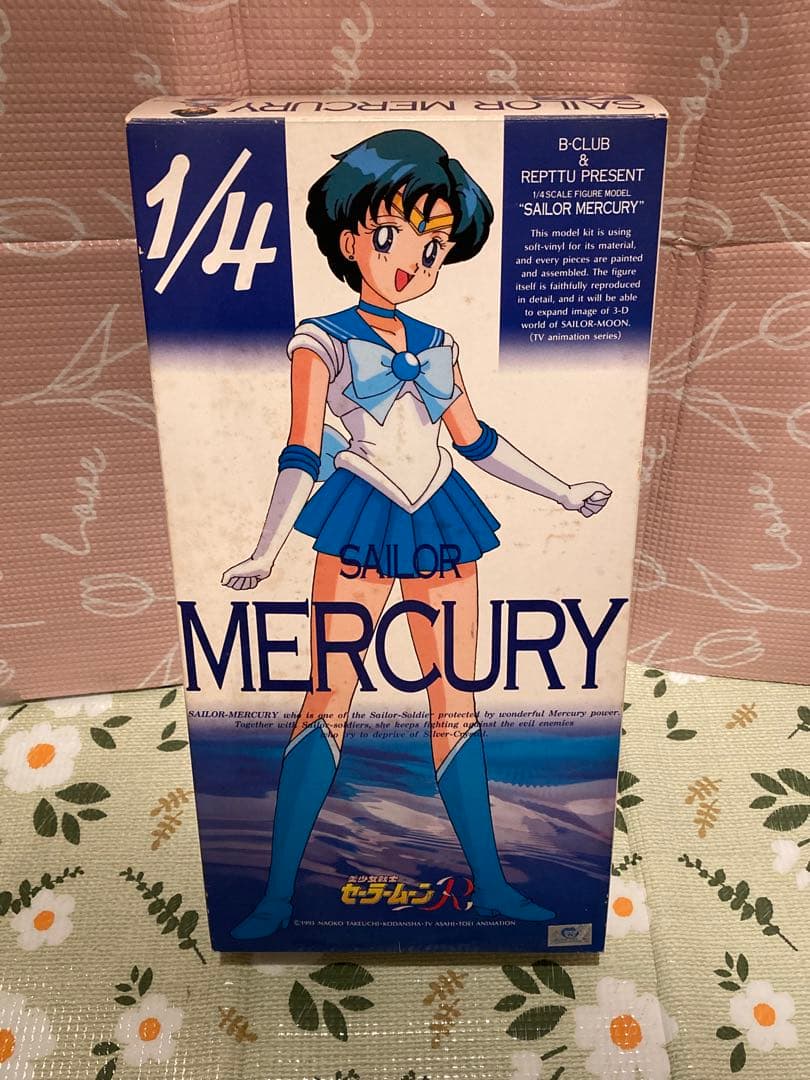 SAILOR MERCURY
1/4
B-CLUB
&
REPTTU PRESENT
1/4 SCALE FIGURE MODEL
"SAILOR MERCURY"
This model kit is using
soft-vinyl for its material,
and every pieces are painted
and assembled. The figure
itself is faithfully reproduced
in detail, and it will be able
to expand image of 3-D
world of SAILOR-MOON.
(TV animation series)
SAILOR
MERCURY
SAILOR-MERCURY who is one of the Sailor-Soldier protected by wonderful Mercury power.
Together with Sailor-soldiers, she keeps fighting against the evil enemies
who try to deprive of Silver-Crystal.
美少女戦士
セーラームーンR
©1993 NAOKO TAKEUCHI・KODANSHA・TV ASAHI・TOEI ANIMATION
love
love
love